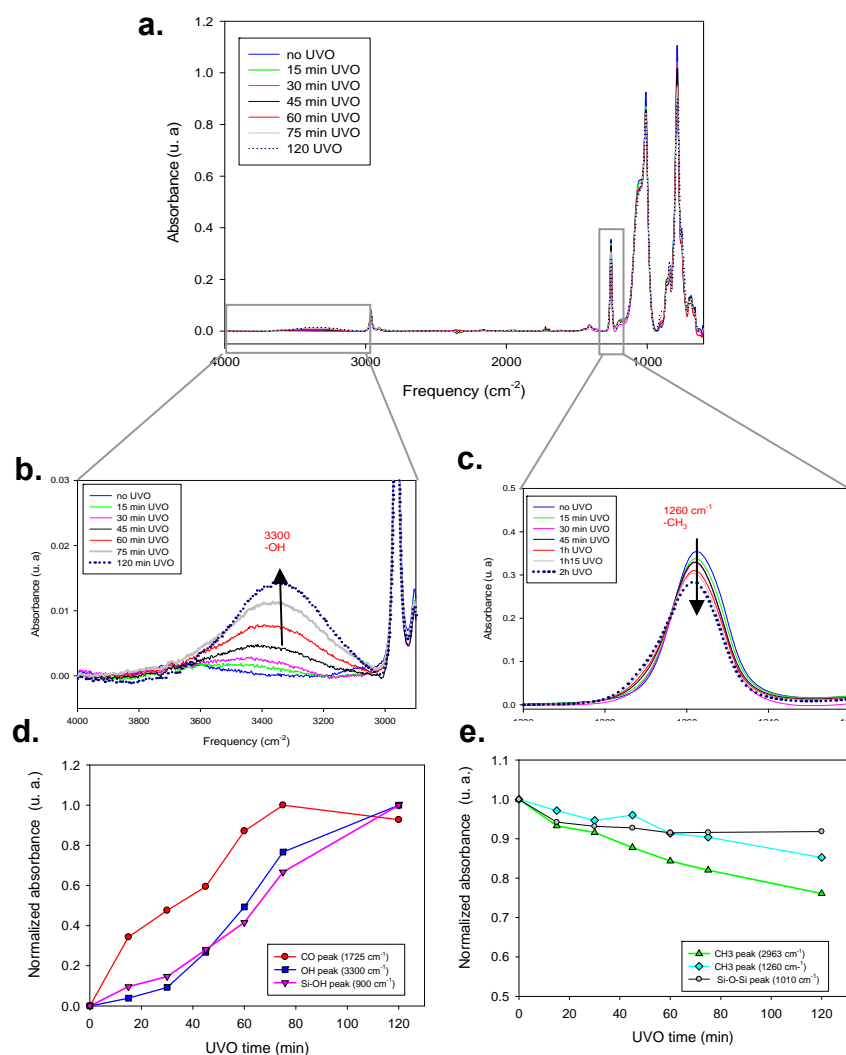 a.
no UVO
15 min UVO
30 min UVO
45 min UVO
60 min UVO
75 min UVO
120 UVO
Absorbance (u. a)
1.2
1.0
0.8
0.6
0.4
0.2
0.0
4000 3000 2000 1000
Frequency (cm-2)
b.
no UVO
15 min UVO
30 min UVO
45 min UVO
60 min UVO
75 min UVO
120 min UVO
3300
-OH
Absorbance (u. a)
0.03
0.02
0.01
0.00
4000 3800 3600 3400 3200 3000
Frequency (cm-2)
c.
no UVO
15 min UVO
30 min UVO
45 min UVO
1h UVO
1h15 UVO
2h UVO
1260 cm-1
-CH3
Absorbance (u. a)
0.5
0.4
0.3
0.2
0.1
0.0
d.
Normalized absorbance (u. a.)
1.2
1.0
0.8
0.6
0.4
0.2
0.0
CO peak (1725 cm-1)
OH peak (3300 cm-1)
Si-OH peak (900 cm-1)
0 20 40 60 80 100 120
UVO time (min)
e.
Normalized absorbance (u. a.)
1.1
1.0
0.9
0.8
0.7
0.6
0.5
CH3 peak (2963 cm-1)
CH3 peak (1260 cm-1)
Si-O-Si peak (1010 cm-1)
0 20 40 60 80 100 120
UVO time (min)